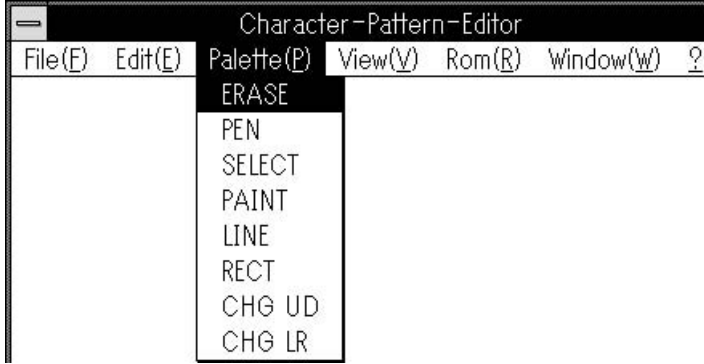 Character-Pattern-Editor
File(F) Edit(E) Palette(P) View(V) Rom(R) Window(W) ?
ERASE
PEN
SELECT
PAINT
LINE
RECT
CHG UD
CHG LR